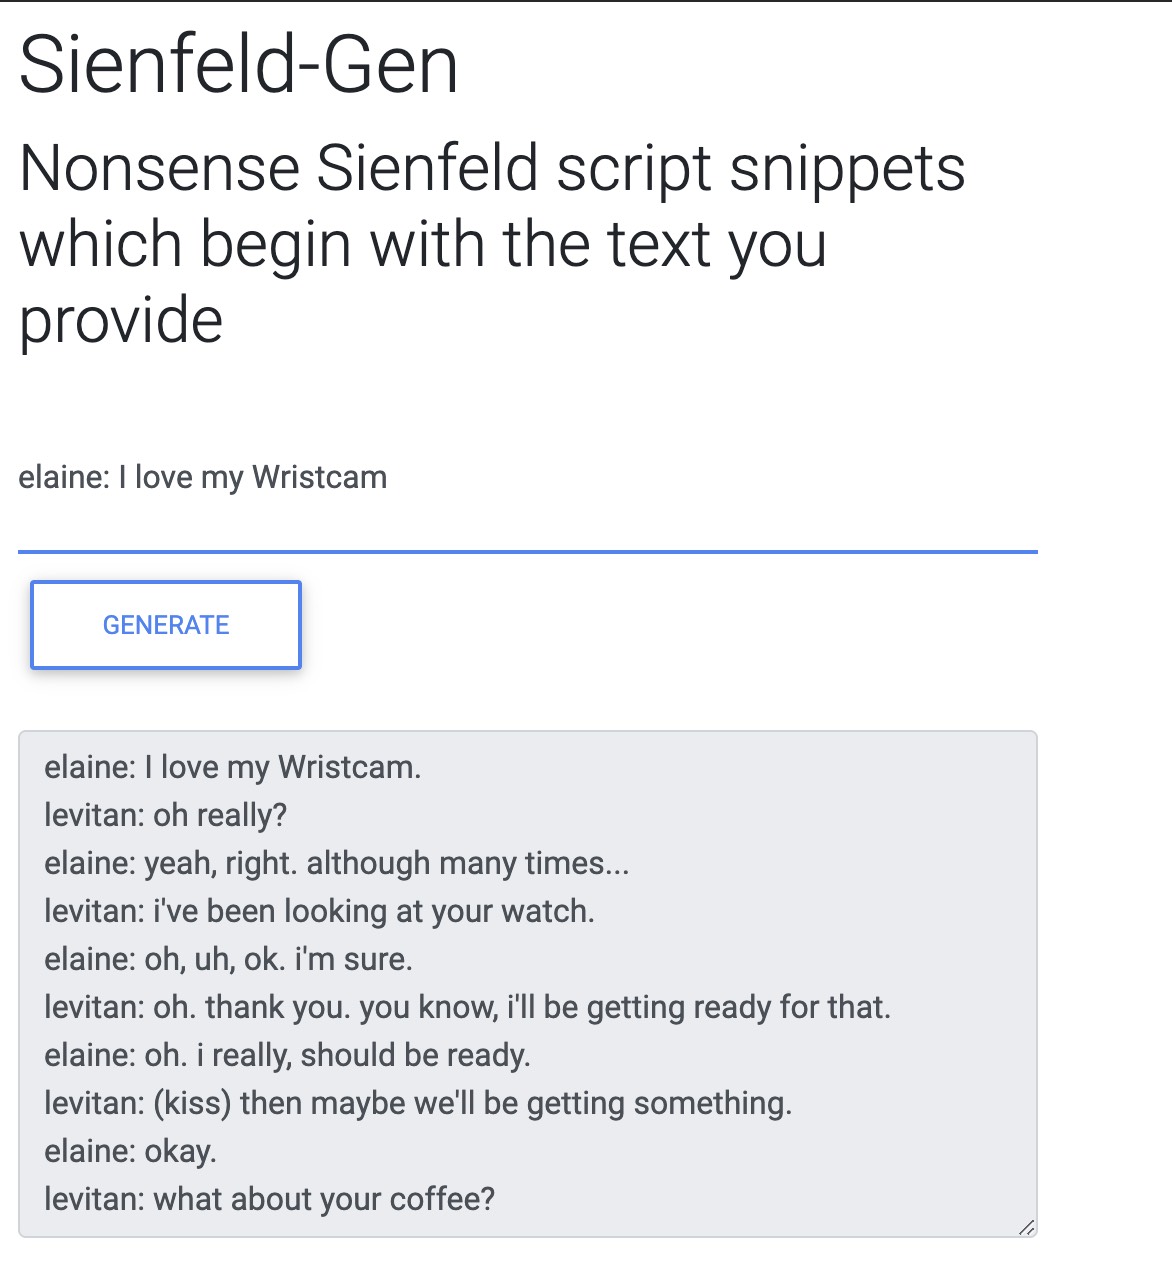 Sienfeld-Gen
Nonsense Sienfeld script snippets
which begin with the text you
provide
elaine: I love my Wristcam
GENERATE
elaine: I love my Wristcam.
levitan: oh really?
elaine: yeah, right. although many times...
levitan: i've been looking at your watch.
elaine: oh, uh, ok. i'm sure.
levitan: oh. thank you. you know, i'll be getting ready for that.
elaine: oh. i really, should be ready.
levitan: (kiss) then maybe we'll be getting something.
elaine: okay.
levitan: what about your coffee?